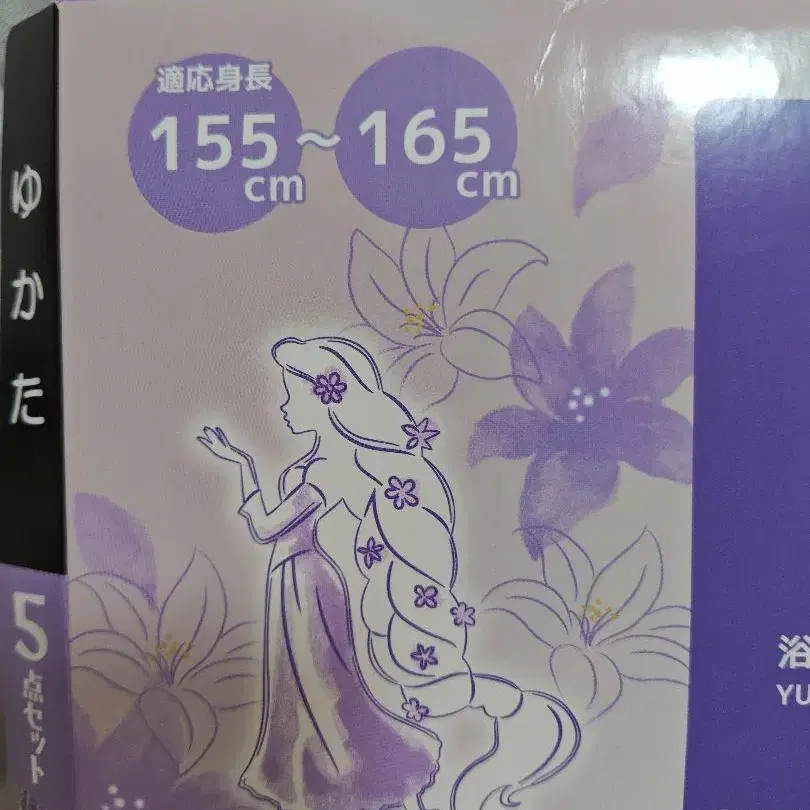 適応身長
155cm～165cm
ゆかた
5点セット
浴
YU